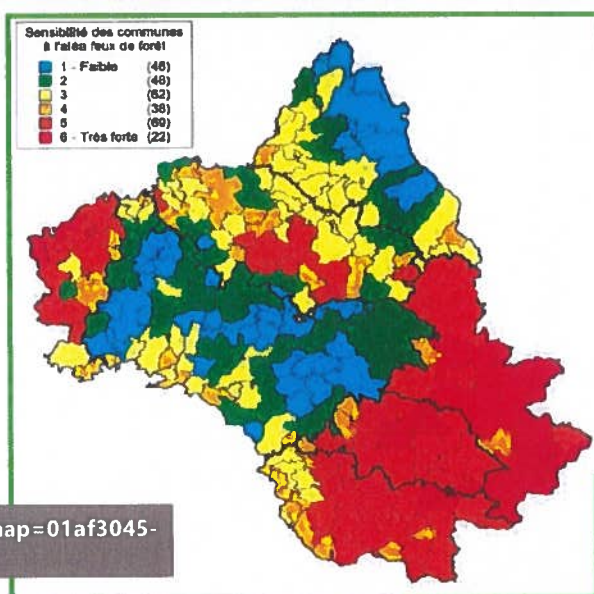 Sensibilité des communes
à l'aléa feux de forêt
1 - Faible (46)
2 (48)
3 (62)
4 (38)
5 (69)
6 - Très forte (22)
nap=01af3045-